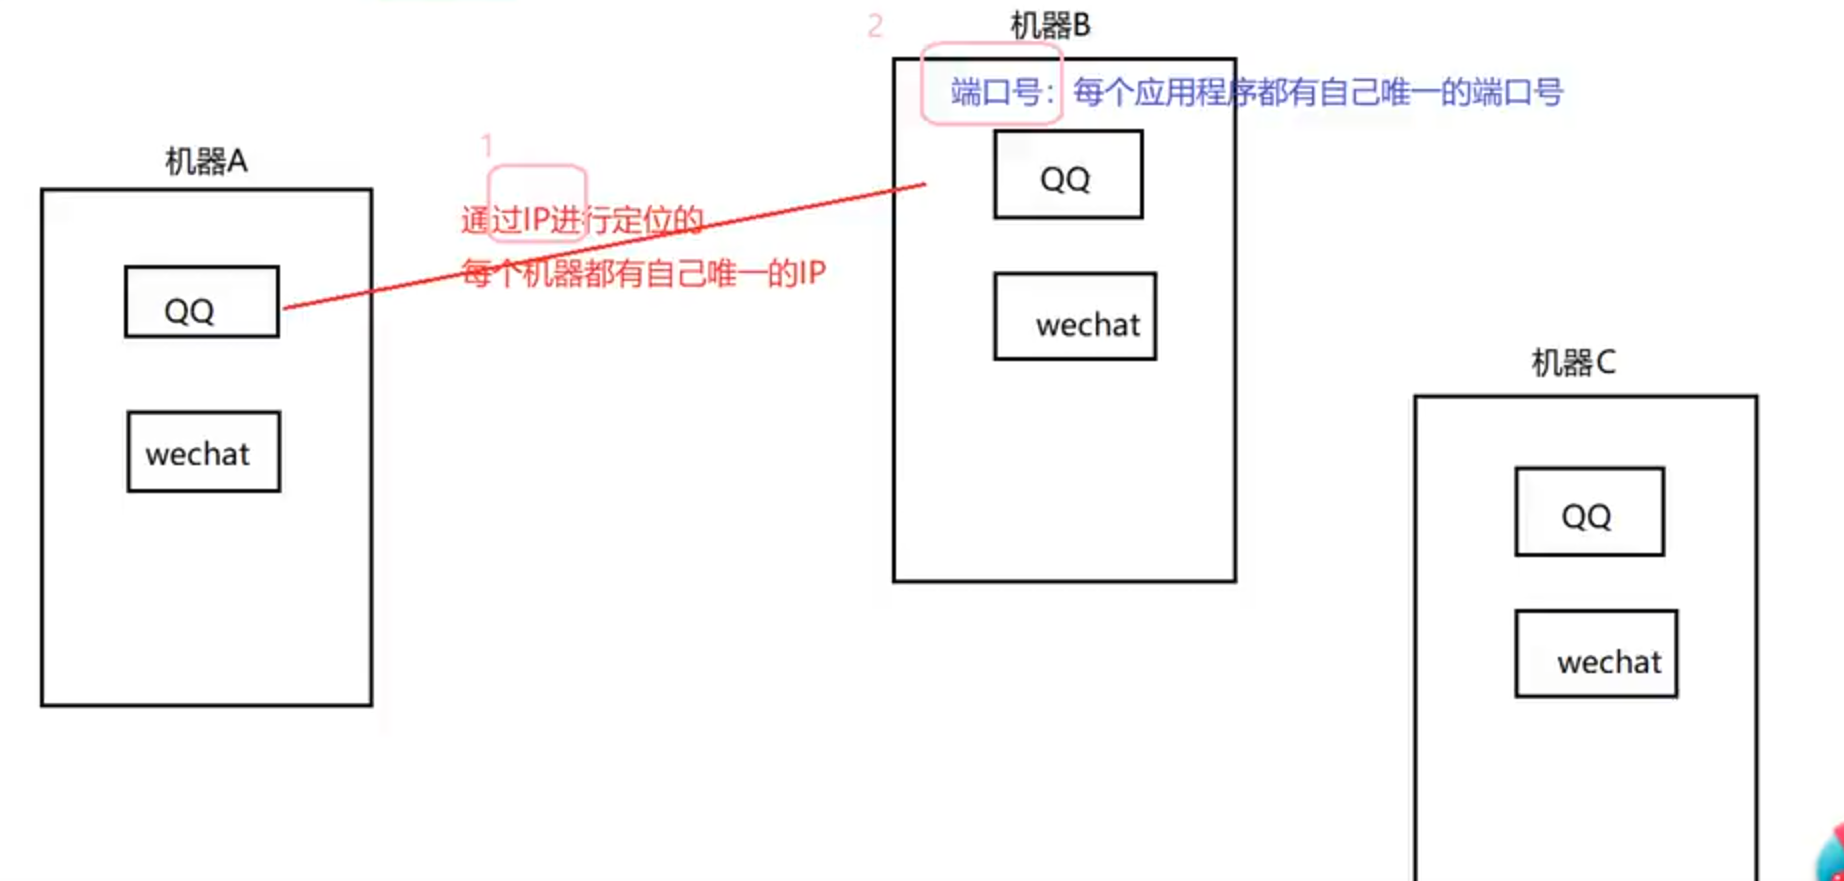 机器A
QQ
wechat
1
通过IP进行定位的
每个机器都有自己唯一的IP
2
机器B
端口号：每个应用程序都有自己唯一的端口号
QQ
wechat
机器C
QQ
wechat